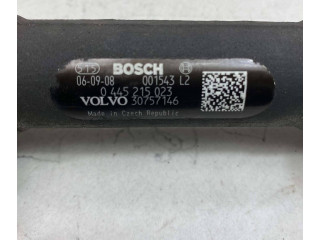 BOSCH
06-09-08 001543 L2
0 445 215 023
VOLVO 30757146
Made in Czech Republic